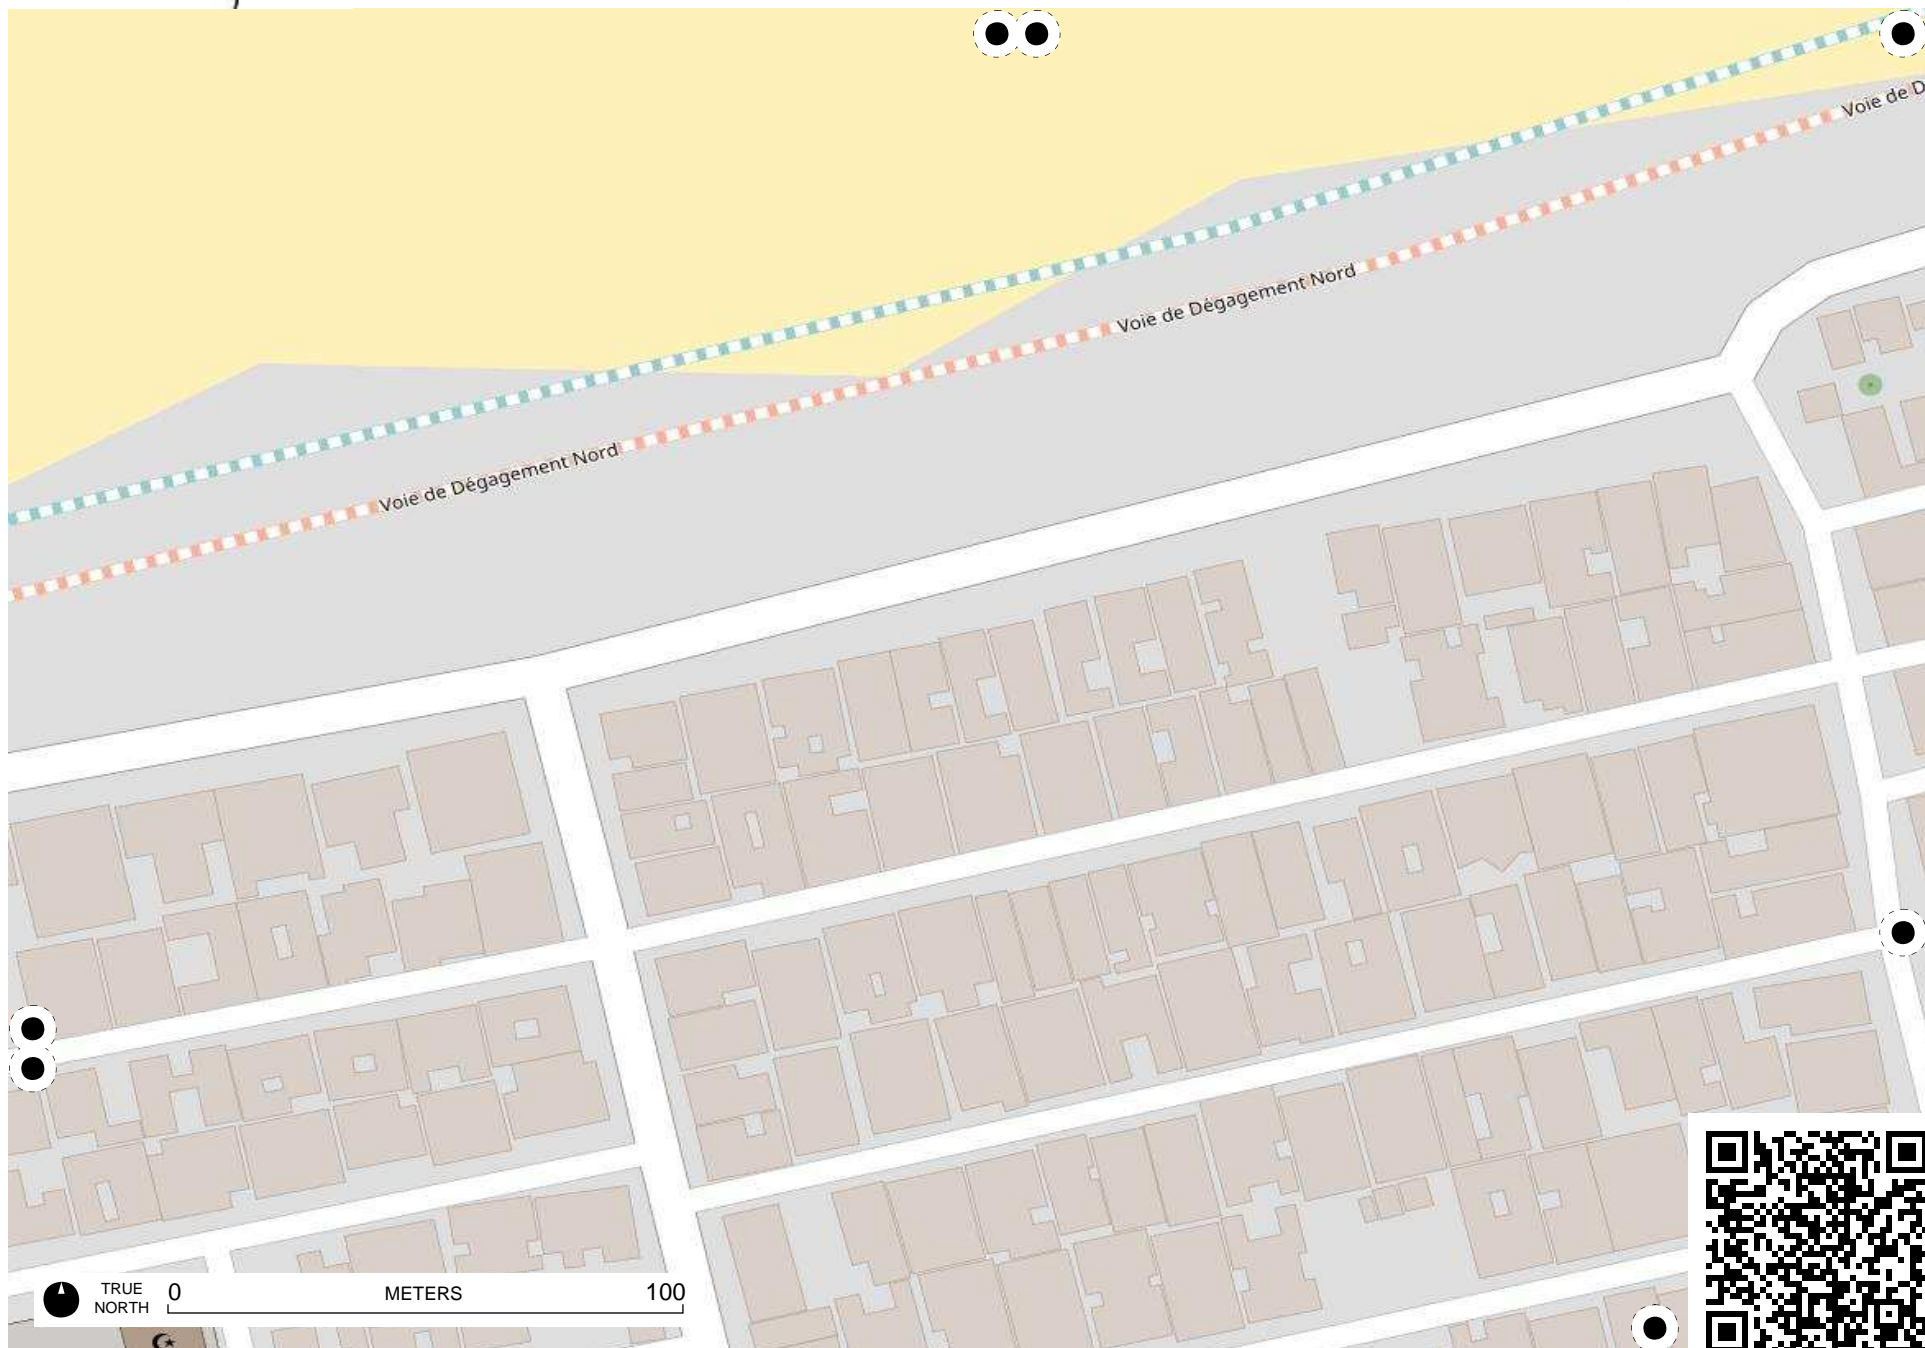 Voie de D
Voie de Dégagement Nord
Voie de Dégagement Nord
TRUE
NORTH
0
METERS
100